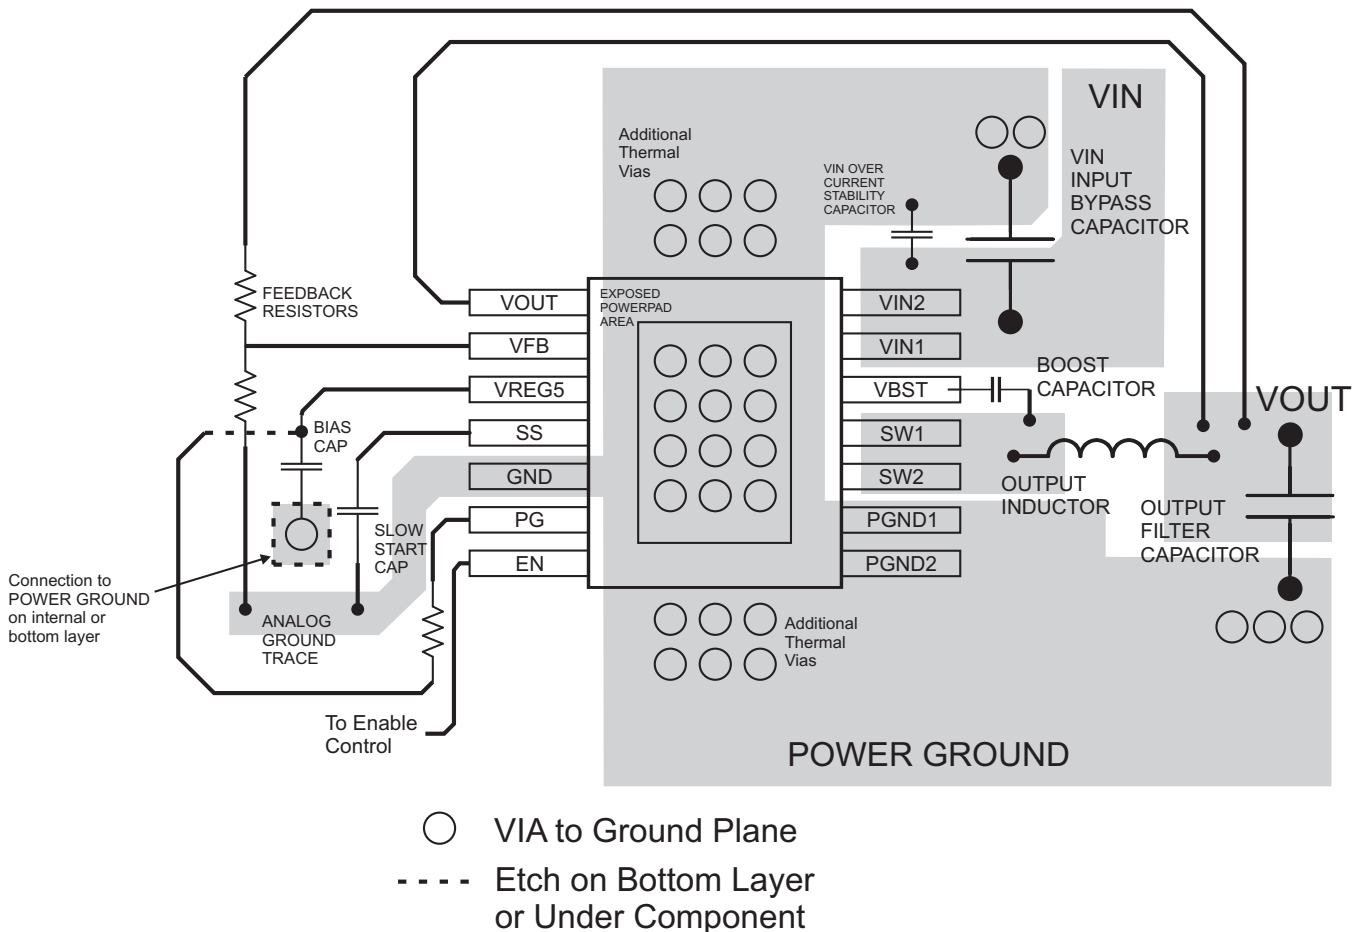 VIN
Additional
Thermal
Vias
VIN OVER
CURRENT
STABILITY
CAPACITOR
VIN
INPUT
BYPASS
CAPACITOR
FEEDBACK
RESISTORS
VOUT
VFB
VREG5
SS
GND
PG
EN
EXPOSED
POWERPAD
AREA
VIN2
VIN1
VBST
SW1
SW2
PGND1
PGND2
BOOST
CAPACITOR
VOUT
BIAS
CAP
OUTPUT
INDUCTOR
OUTPUT
FILTER
CAPACITOR
SLOW
START
CAP
Connection to
POWER GROUND
on internal or
bottom layer
ANALOG
GROUND
TRACE
Additional
Thermal
Vias
To Enable
Control
POWER GROUND
VIA to Ground Plane
Etch on Bottom Layer
or Under Component